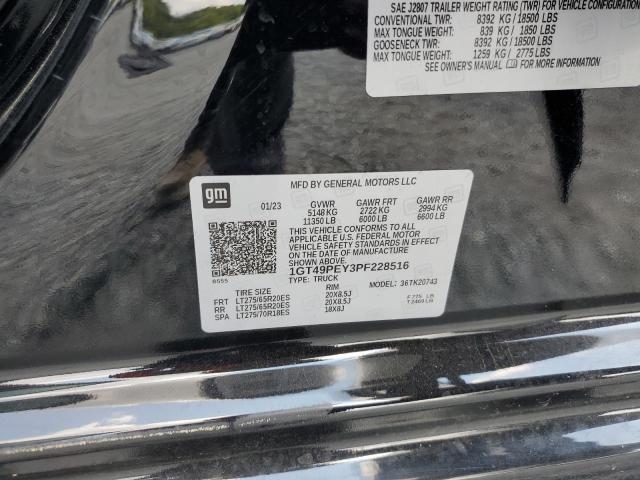 SAE J2807 TRAILER WEIGHT RATING (TWR) FOR VEHICLE CONFIGURATION
CONVENTIONAL TWR: 8392 KG / 18500 LBS
MAX TONGUE WEIGHT: 839 KG / 1850 LBS
GOOSENECK TWR: 8392 KG / 18500 LBS
MAX TONGUE WEIGHT: 1259 KG / 2775 LBS
SEE OWNER'S MANUAL FOR MORE INFORMATION
gm
MFD BY GENERAL MOTORS LLC
01/23 GVWR GAWR FRT GAWR RR
5148 KG 2722 KG 2994 KG
11350 LB 6000 LB 6600 LB
THIS VEHICLE CONFORMS TO ALL
APPLICABLE U.S. FEDERAL MOTOR
VEHICLE SAFETY STANDARDS IN EFFECT
ON THE DATE OF MANUFACTURE SHOWN ABOVE.
1GT49PEY3PF228516
TYPE: TRUCK MODEL: 36TK20743
8555
TIRE SIZE RIM
FRT LT275/65R20ES 20X8.5J
RR LT275/65R20ES 20X8.5J
SPA LT275/70R18ES 18X8J
F 775 LB
T 3469 LB